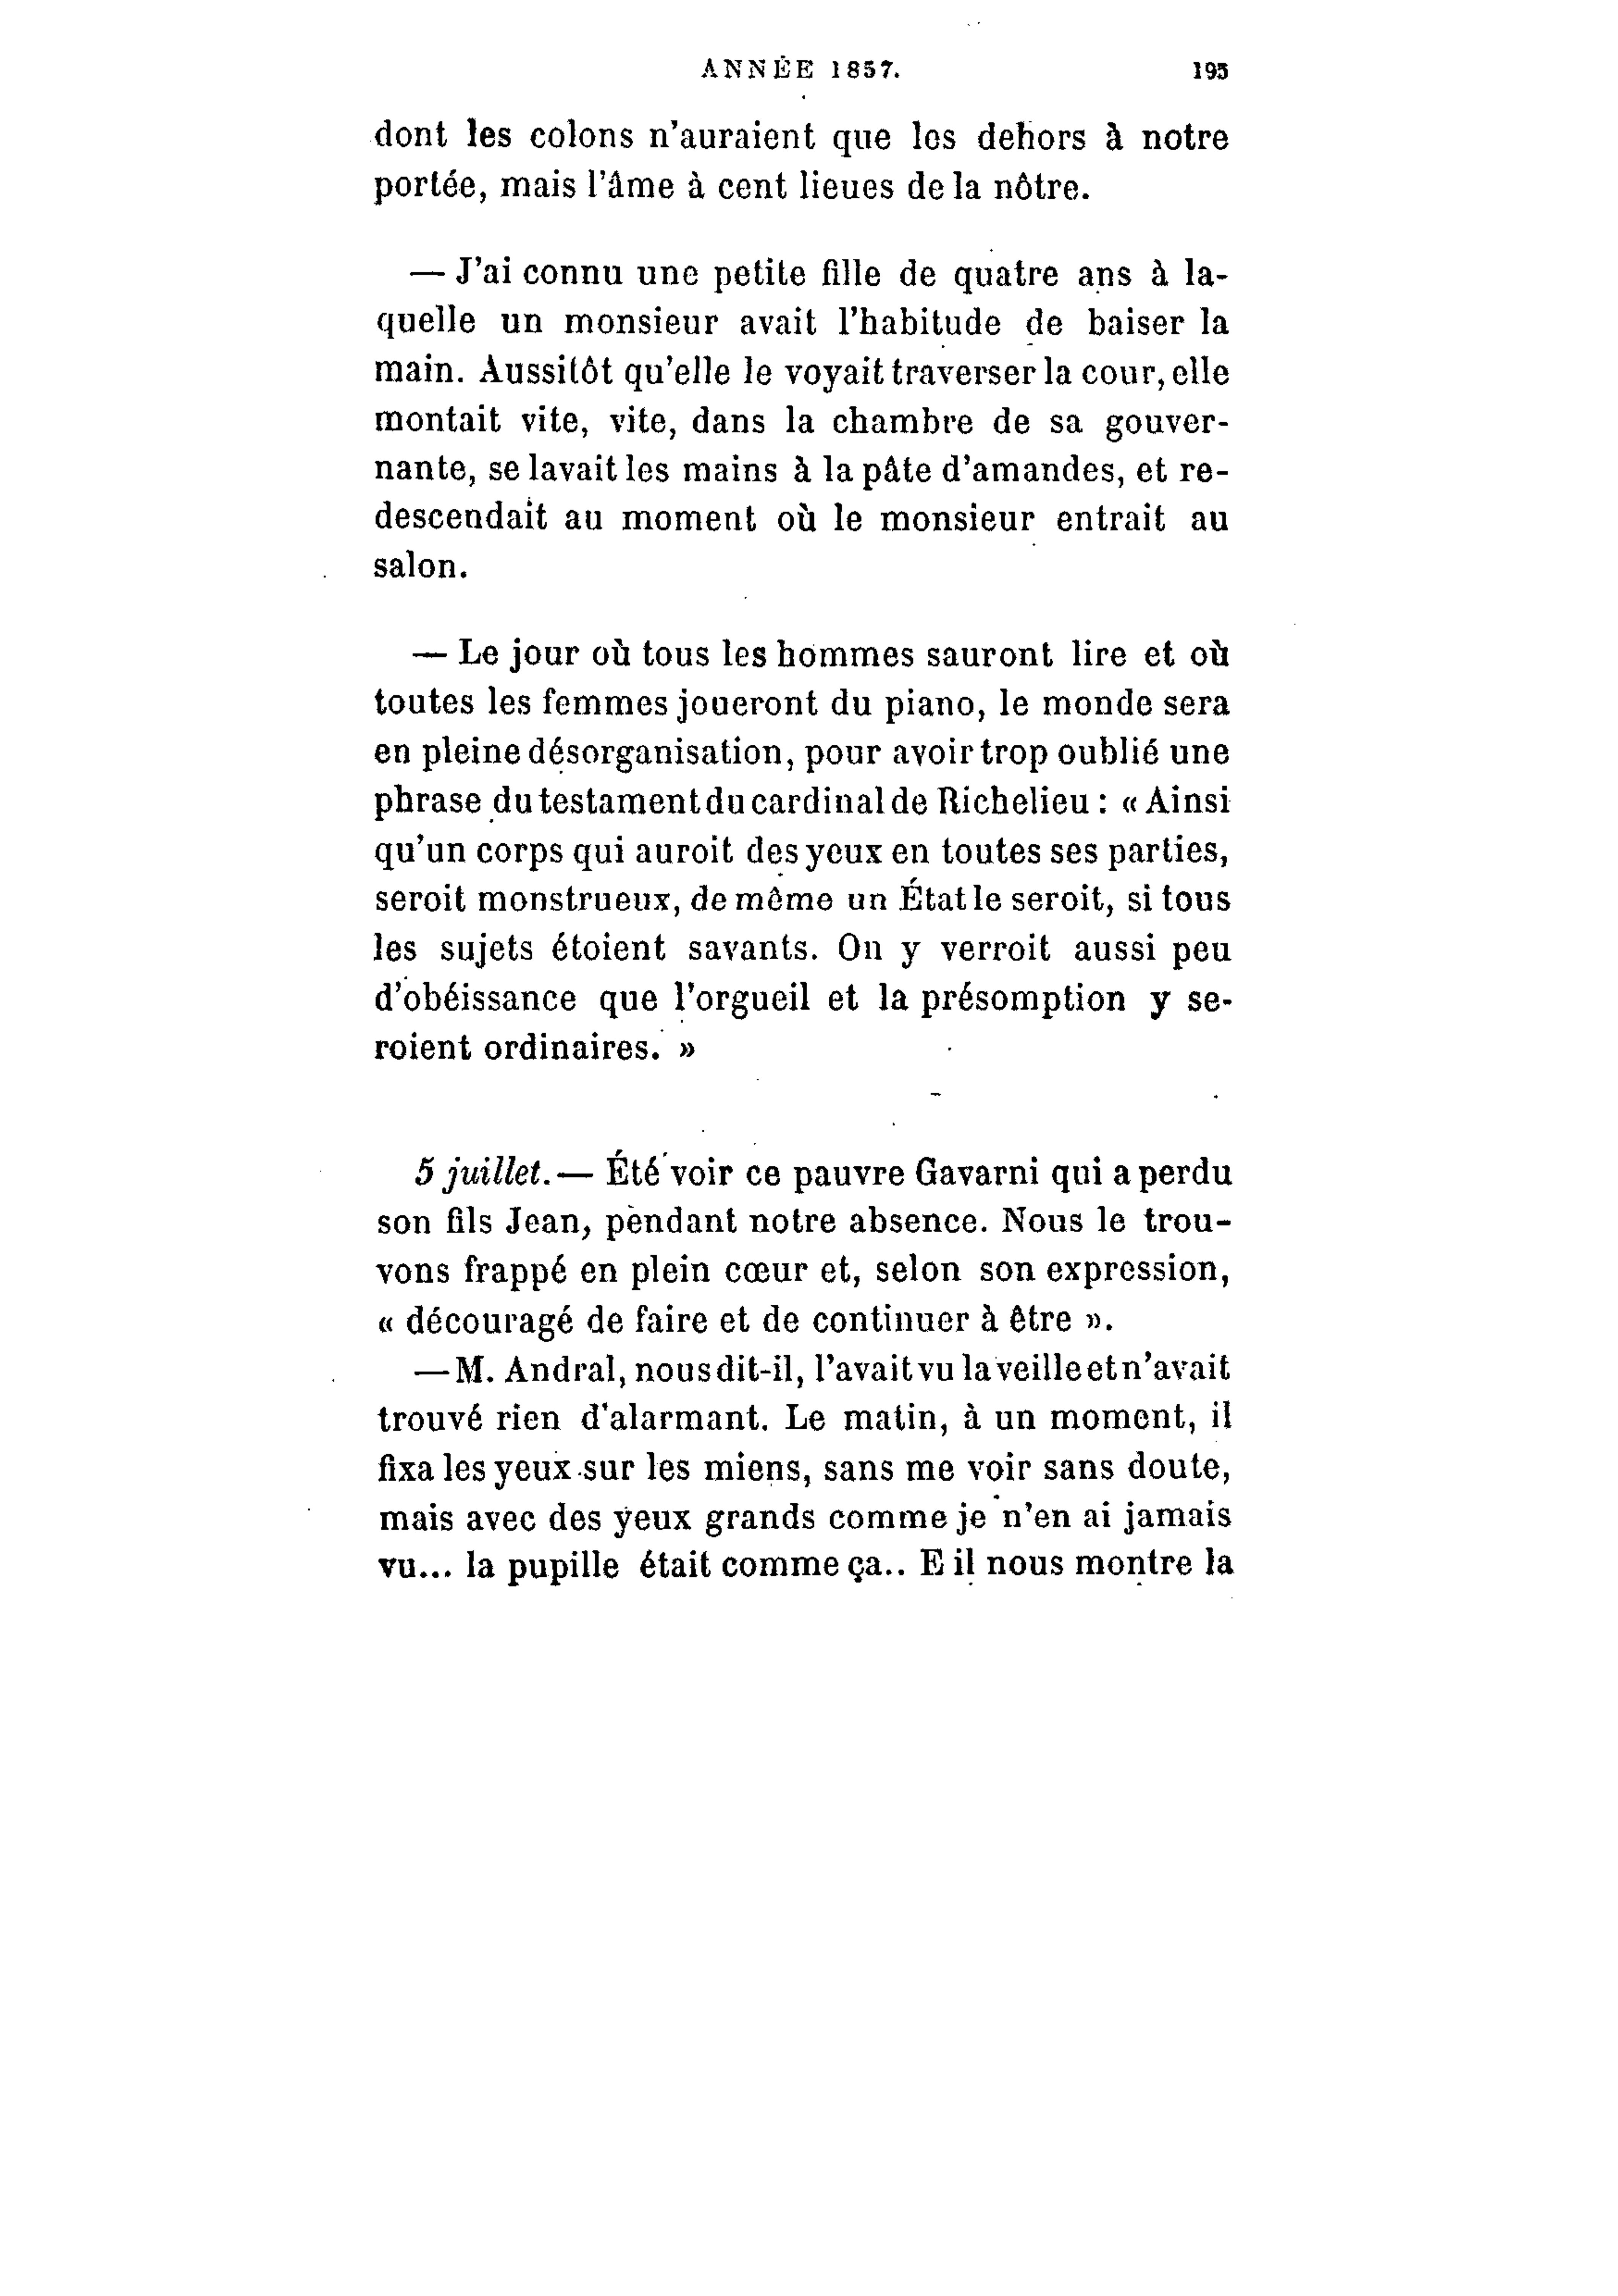 ANNÉE 1857. 195
dont les colons n'auraient que les dehors à notre
portée, mais l'âme à cent lieues de la nôtre.
— J'ai connu une petite fille de quatre ans à la-
quelle un monsieur avait l'habitude de baiser la
main. Aussitôt qu'elle le voyait traverser la cour, elle
montait vite, vite, dans la chambre de sa gouver-
nante, se lavait les mains à la pâte d'amandes, et re-
descendait au moment où le monsieur entrait au
salon.
— Le jour où tous les hommes sauront lire et où
toutes les femmes joueront du piano, le monde sera
en pleine désorganisation, pour avoir trop oublié une
phrase du testament du cardinal de Richelieu : « Ainsi
qu'un corps qui auroit des yeux en toutes ses parties,
seroit monstrueux, de même un État le seroit, si tous
les sujets étoient savants. On y verroit aussi peu
d'obéissance que l'orgueil et la présomption y se-
roient ordinaires. »
5 juillet. — Été voir ce pauvre Gavarni qui a perdu
son fils Jean, pendant notre absence. Nous le trou-
vons frappé en plein cœur et, selon son expression,
« découragé de faire et de continuer à être ».
— M. Andral, nous dit-il, l'avait vu la veille et n'avait
trouvé rien d'alarmant. Le matin, à un moment, il
fixa les yeux sur les miens, sans me voir sans doute,
mais avec des yeux grands comme je n'en ai jamais
vu... la pupille était comme ça.. E il nous montre la